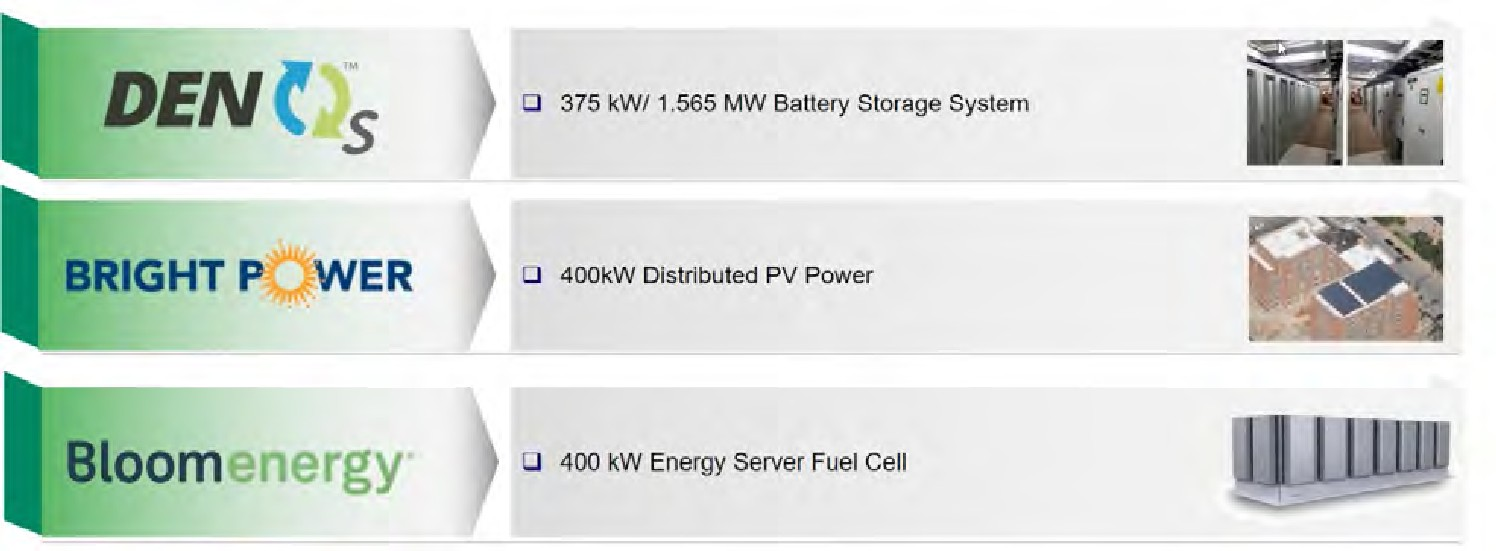 DEN S ™
375 kW/ 1.565 MW Battery Storage System
BRIGHT POWER
400kW Distributed PV Power
Bloomenergy
400 kW Energy Server Fuel Cell